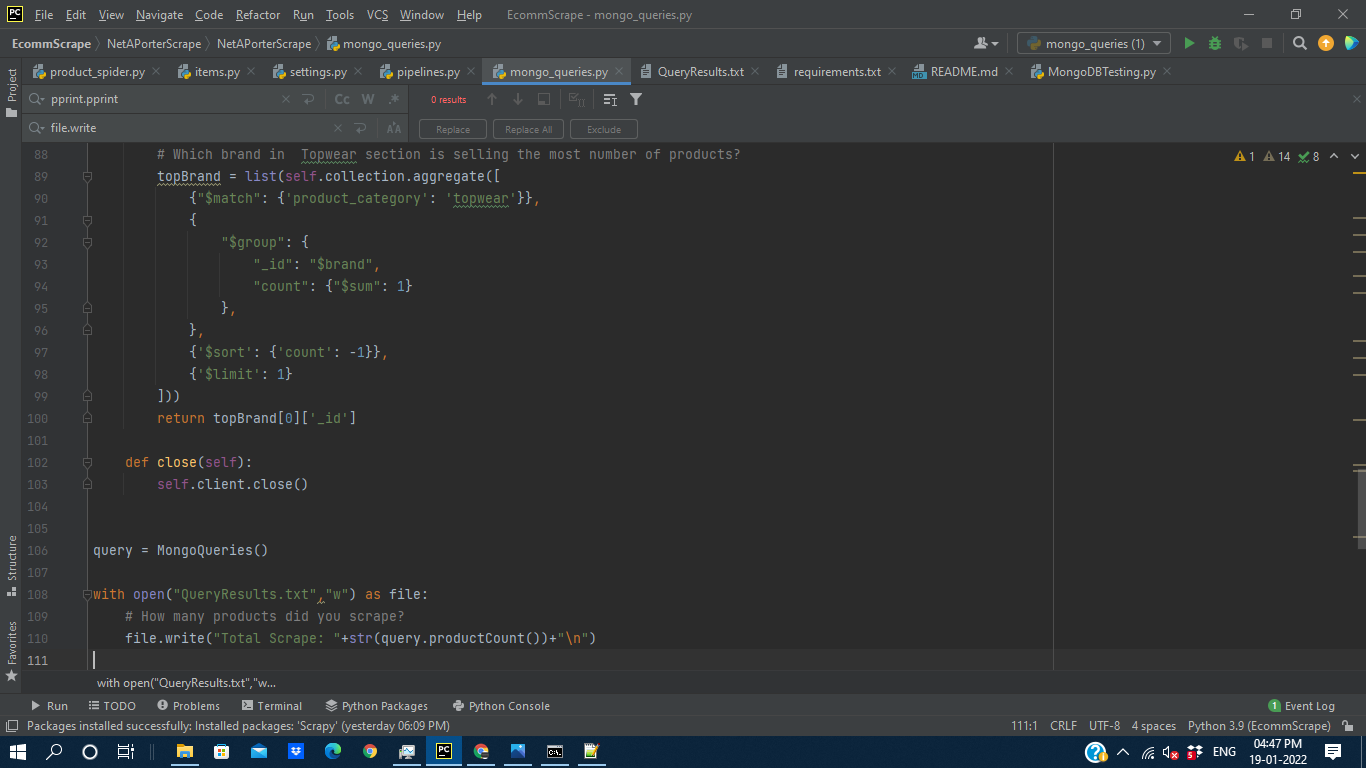 PC File Edit View Navigate Code Refactor Run Tools VCS Window Help EcommScrape - mongo_queries.py
EcommScrape NetAPorterScrape NetAPorterScrape mongo_queries.py mongo_queries (1)
product_spider.py items.py settings.py pipelines.py mongo_queries.py QueryResults.txt requirements.txt README.md MongoDBTesting.py
Project
pprint.pprint Cc W .* 0 results
file.write Replace Replace All Exclude
88 # Which brand in  Topwear section is selling the most number of products?
1 14 8
89 topBrand = list(self.collection.aggregate([
90 {"$match": {'product_category': 'topwear'}},
91 {
92 "$group": {
93 "_id": "$brand",
94 "count": {"$sum": 1}
95 },
96 },
97 {'$sort': {'count': -1}},
98 {'$limit': 1}
99 ]))
100 return topBrand[0]['_id']
101
102 def close(self):
103 self.client.close()
104
105
106 query = MongoQueries()
107
108 with open("QueryResults.txt","w") as file:
109 # How many products did you scrape?
110 file.write("Total Scrape: "+str(query.productCount())+"\n")
111
Structure
Favorites
with open("QueryResults.txt","w...
Run TODO Problems Terminal Python Packages Python Console 1 Event Log
Packages installed successfully: Installed packages: 'Scrapy' (yesterday 06:09 PM) 111:1 CRLF UTF-8 4 spaces Python 3.9 (EcommScrape)
PC ENG 04:47 PM
19-01-2022